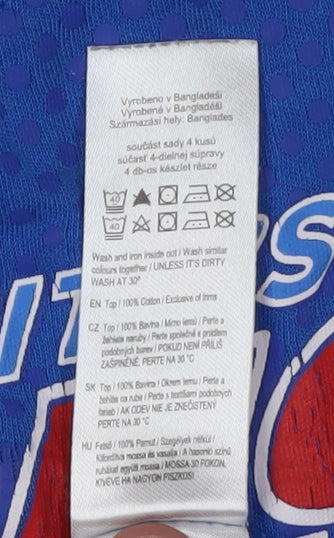 Vyrobeno v Bangladeši
Vyrobené v Bangladéši
Származási hely: Banglades
součást sady 4 kusů
súčasť 4-dielnej súpravy
4 db-os készlet része
40
40
Wash and iron inside out / Wash similar
colours together / UNLESS IT'S DIRTY
WASH AT 30°
EN Top / 100% Cotton / Exclusive of trims
CZ Top / 100% Bavlna / Mimo lemů / Perte a
žehlete naruby / Perte společně s prádlem
podobných barev / POKUD NENÍ PŘÍLIŠ
ZAŠPINĚNÉ, PERTE NA 30 °C
SK Top / 100% Bavlna / Okrem lemu / Perte a
žehlite na rube / Perte s textíliami podobných
farieb / AK ODEV NIE JE ZNEČISTENÝ
PERTE NA 30 °C
HU Felső / 100% Pamut / Szegélyek nélkül /
Kifordítva mossa és vasalja / A hasonló színű
ruhákat együtt mossa / MOSSA 30 FOKON,
KIVÉVE HA NAGYON PISZKOS!
IT
S